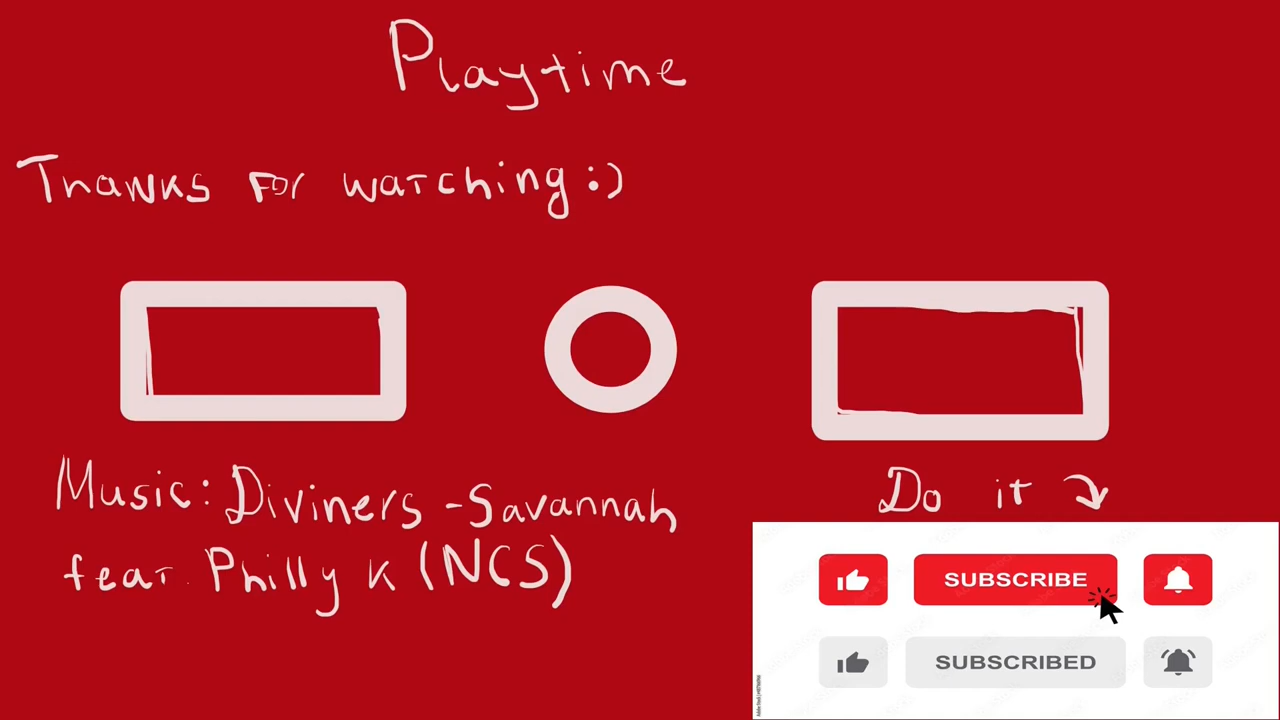 Playtime
Thanks for watching :)
Music: Diviners - Savannah
feat. Philly K (NCS)
Do it
SUBSCRIBE
SUBSCRIBED